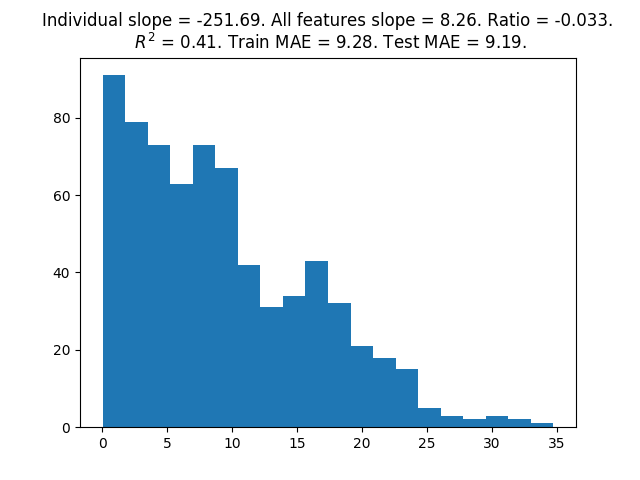 Individual slope = -251.69. All features slope = 8.26. Ratio = -0.033.
R² = 0.41. Train MAE = 9.28. Test MAE = 9.19.
80
60
40
20
0
0 5 10 15 20 25 30 35